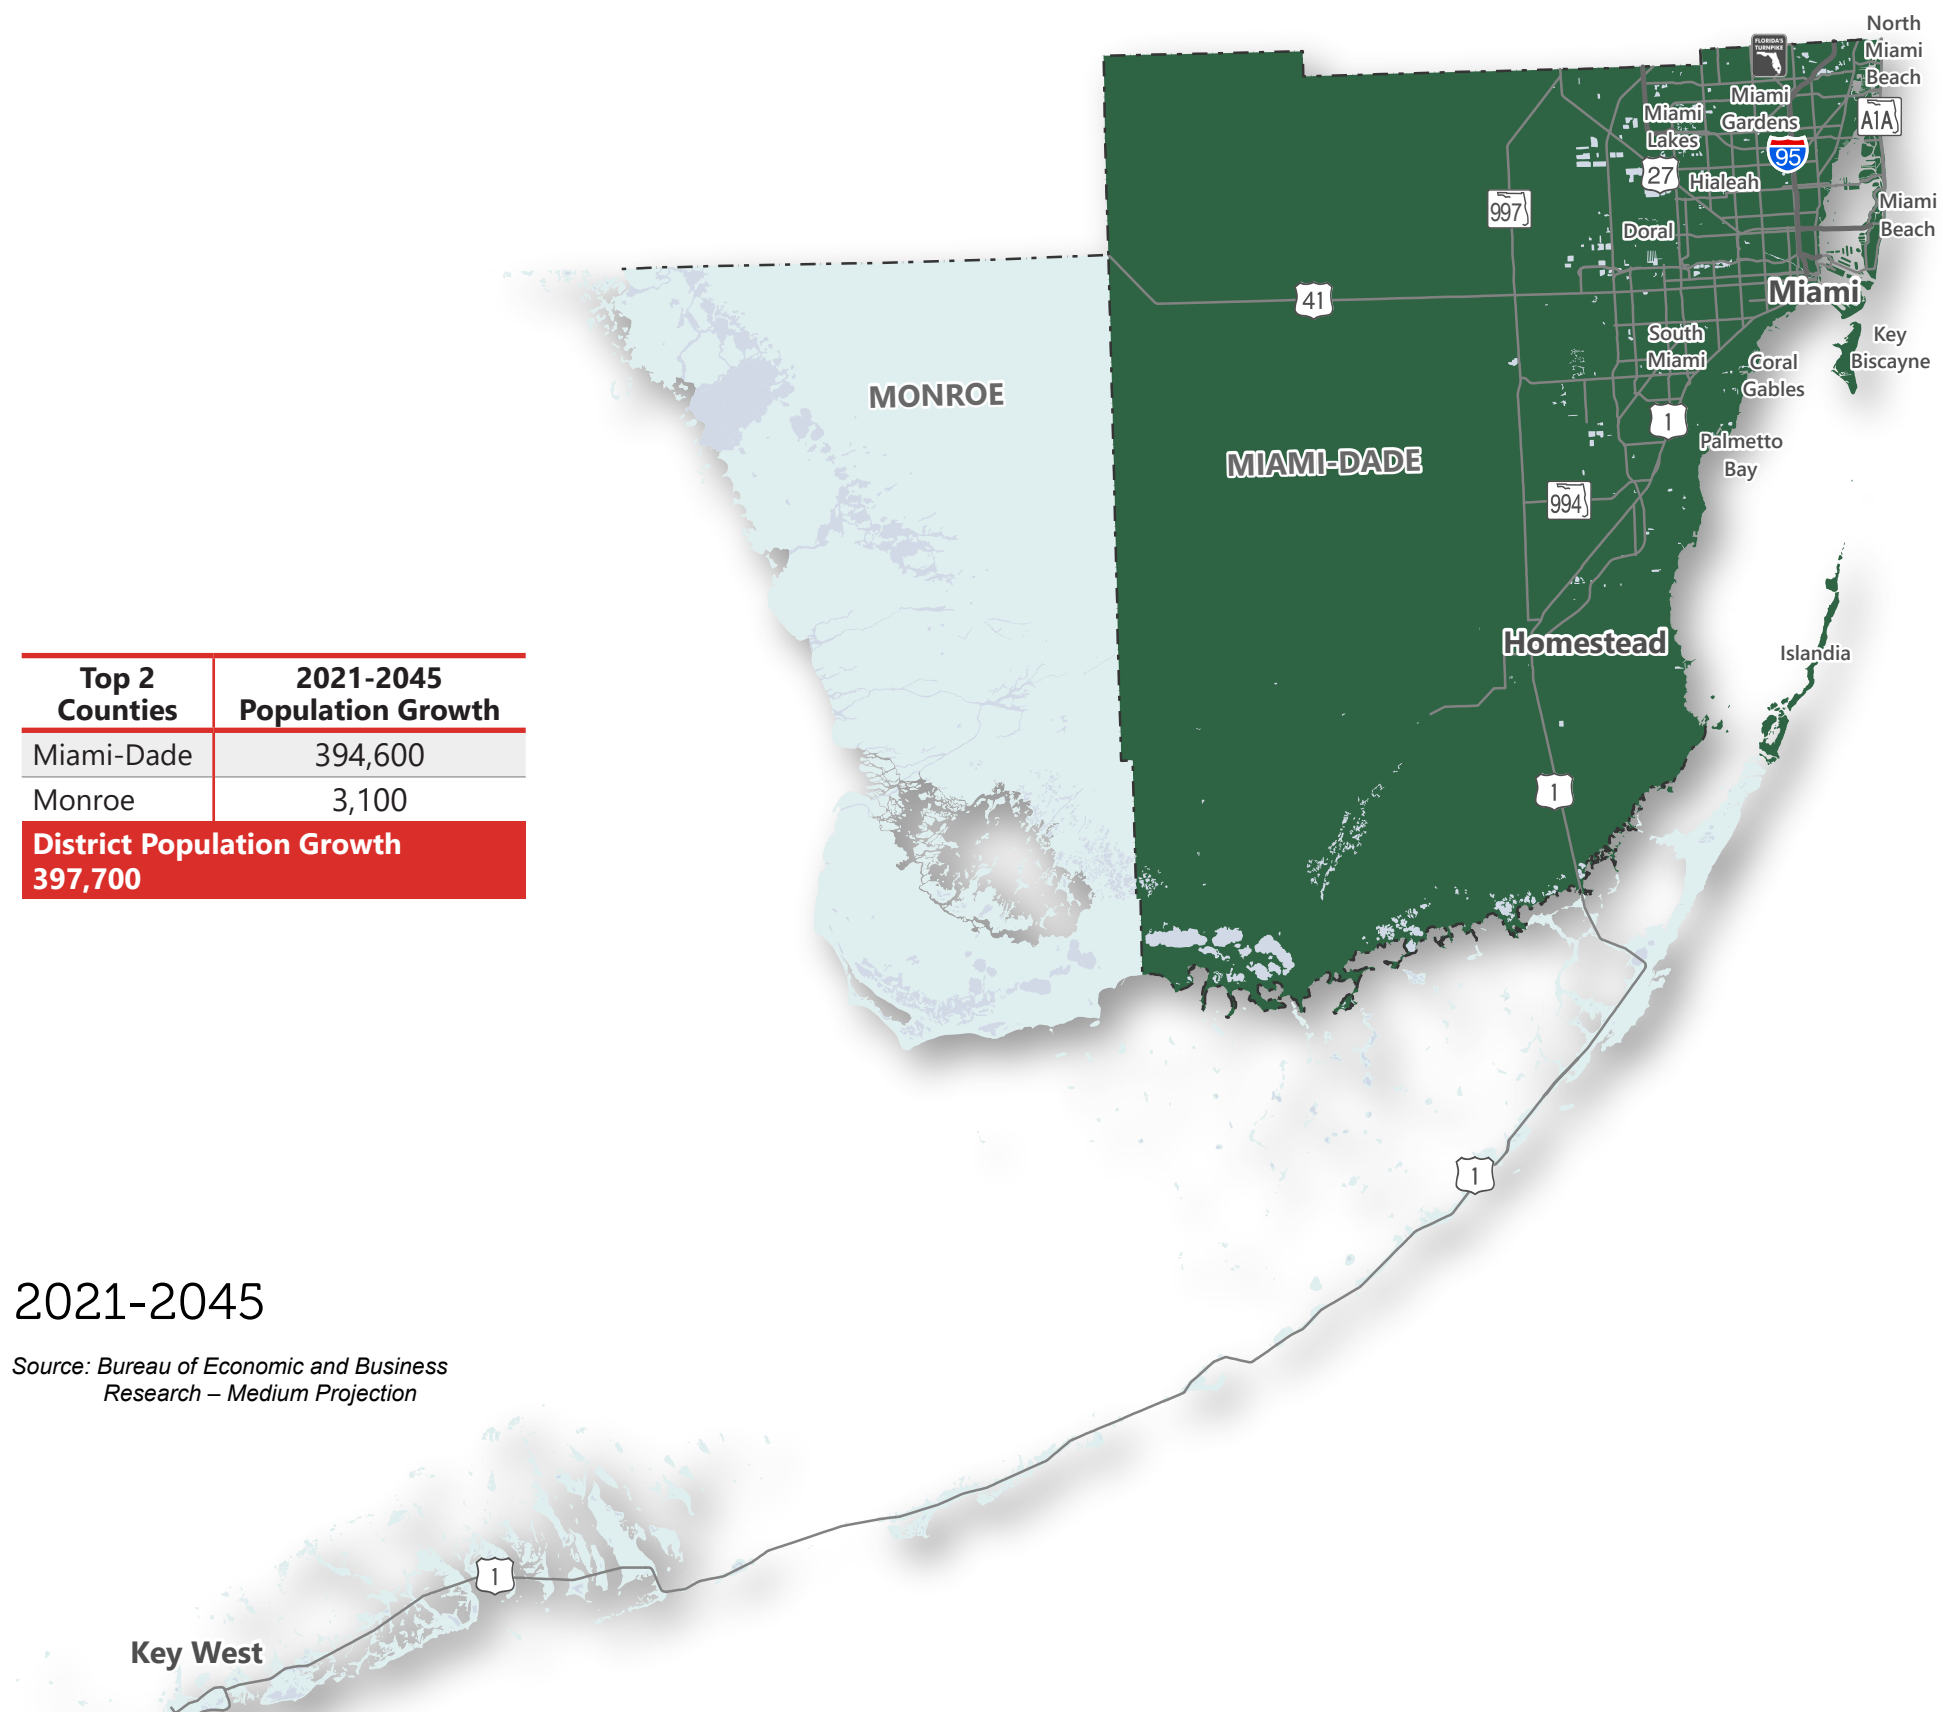 North
Miami
Beach
FLORIDA'S
TURNPIKE
Miami
Gardens
Miami
Lakes
A1A
95
27
Hialeah
997
Miami
Beach
Doral
41
Miami
South
Miami
Key
Biscayne
Coral
Gables
MONROE
1
MIAMI-DADE
Palmetto
Bay
994
Homestead
Islandia
Top 2
Counties
2021-2045
Population Growth
Miami-Dade
394,600
Monroe
3,100
District Population Growth
397,700
1
1
2021-2045
Source: Bureau of Economic and Business
Research – Medium Projection
1
Key West